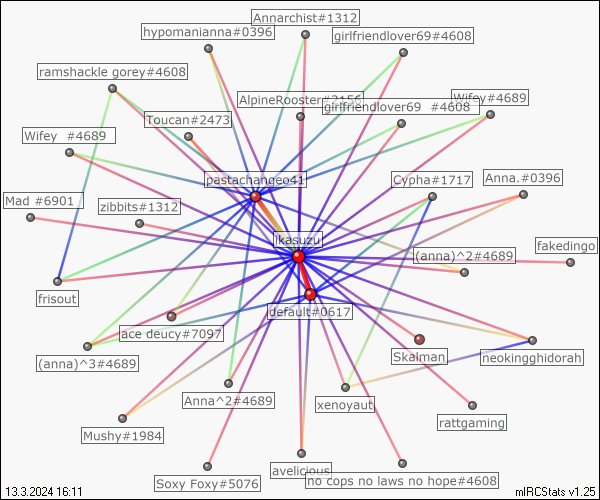 Annarchist#1312
hypomanianna#0396
girlfriendlover69#4608
ramshackle gorey#4608
AlpineRooster#2156
girlfriendlover69 #4608
Wifey#4689
Toucan#2473
Wifey #4689
pastachangeo41
Cypha#1717
Anna.#0396
Mad #6901
zibbits#1312
ikasuzu
fakedingo
(anna)^2#4689
frisout
default#0617
ace deucy#7097
Skalman
neokingghidorah
(anna)^3#4689
Anna^2#4689
xenoyaut
rattgaming
Mushy#1984
avelicious
Soxy Foxy#5076
no cops no laws no hope#4608
13.3.2024 16:11
mIRCStats v1.25